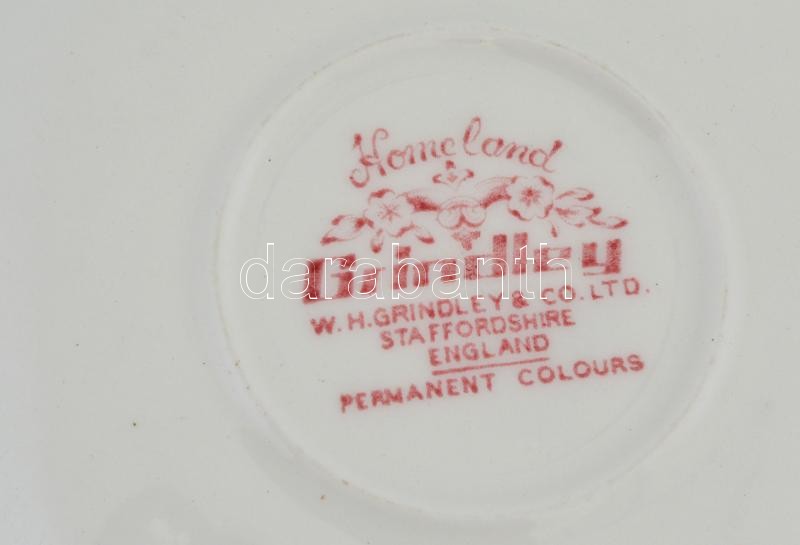 Homeland
Grindley
darabanth
W. H. GRINDLEY & CO. LTD.
STAFFORDSHIRE
ENGLAND
PERMANENT COLOURS